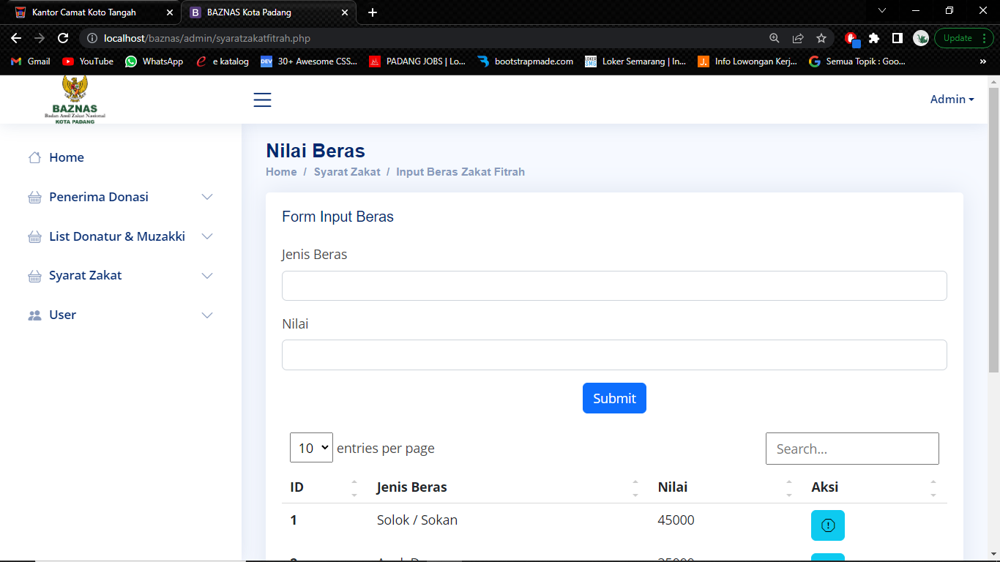 Kantor Camat Koto Tangah
BAZNAS Kota Padang
localhost/baznas/admin/syaratzakatfitrah.php
Update
Gmail
YouTube
WhatsApp
e katalog
DEV
30+ Awesome CSS...
PADANG JOBS | Lo...
bootstrapmade.com
Loker Semarang | In...
Info Lowongan Kerj...
Semua Topik : Goo...
BAZNAS
Badan Amil Zakat Nasional
KOTA PADANG
Admin
Home
Penerima Donasi
List Donatur & Muzakki
Syarat Zakat
User
Nilai Beras
Home / Syarat Zakat / Input Beras Zakat Fitrah
Form Input Beras
Jenis Beras
Nilai
Submit
10 entries per page
Search...
ID Jenis Beras Nilai Aksi
1 Solok / Sokan 45000